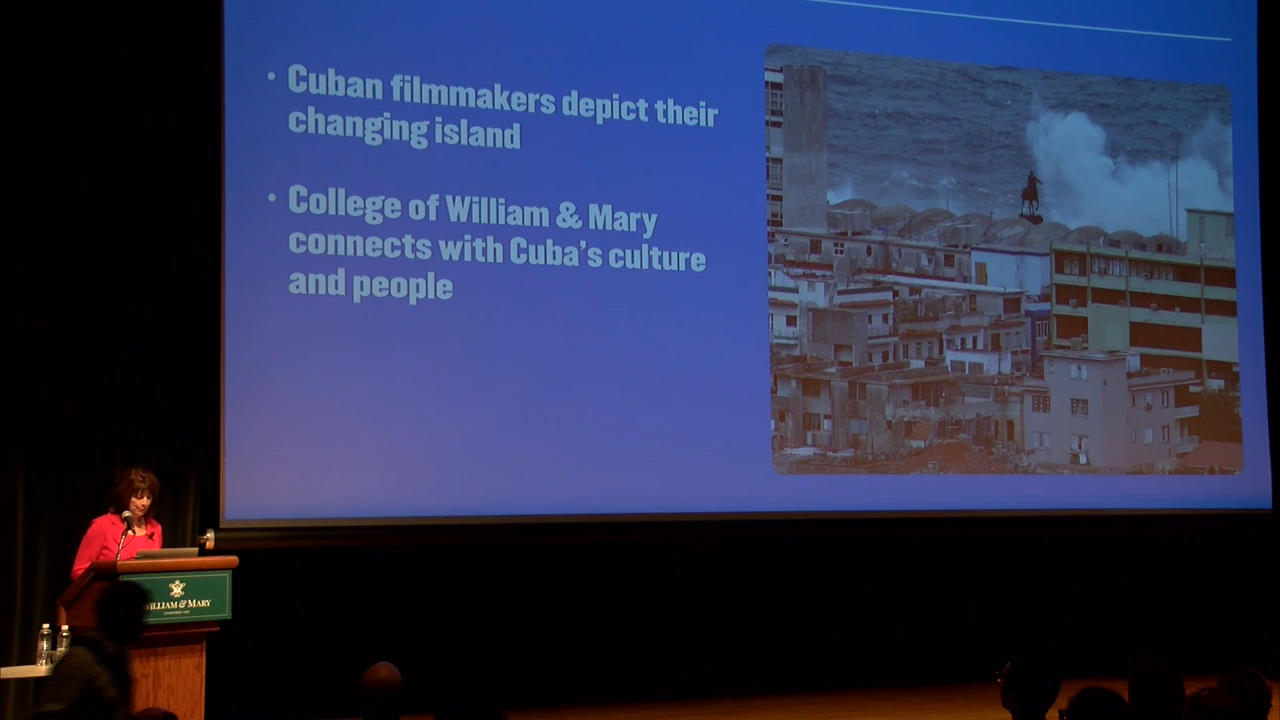 • Cuban filmmakers depict their
changing island
• College of William & Mary
connects with Cuba's culture
and people
WILLIAM & MARY